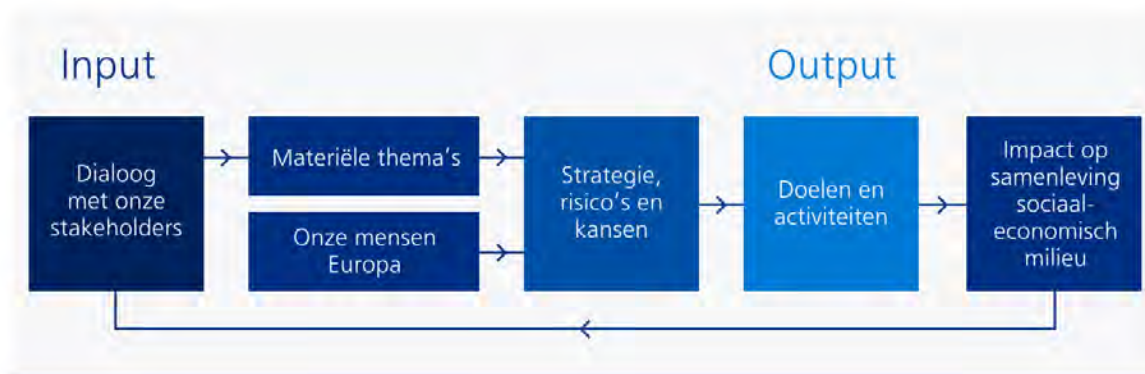 Input
Output
Dialoog
met onze
stakeholders
Materiële thema's
Onze mensen
Europa
Strategie,
risico's en
kansen
Doelen en
activiteiten
Impact op
samenleving
sociaal-
economisch
milieu